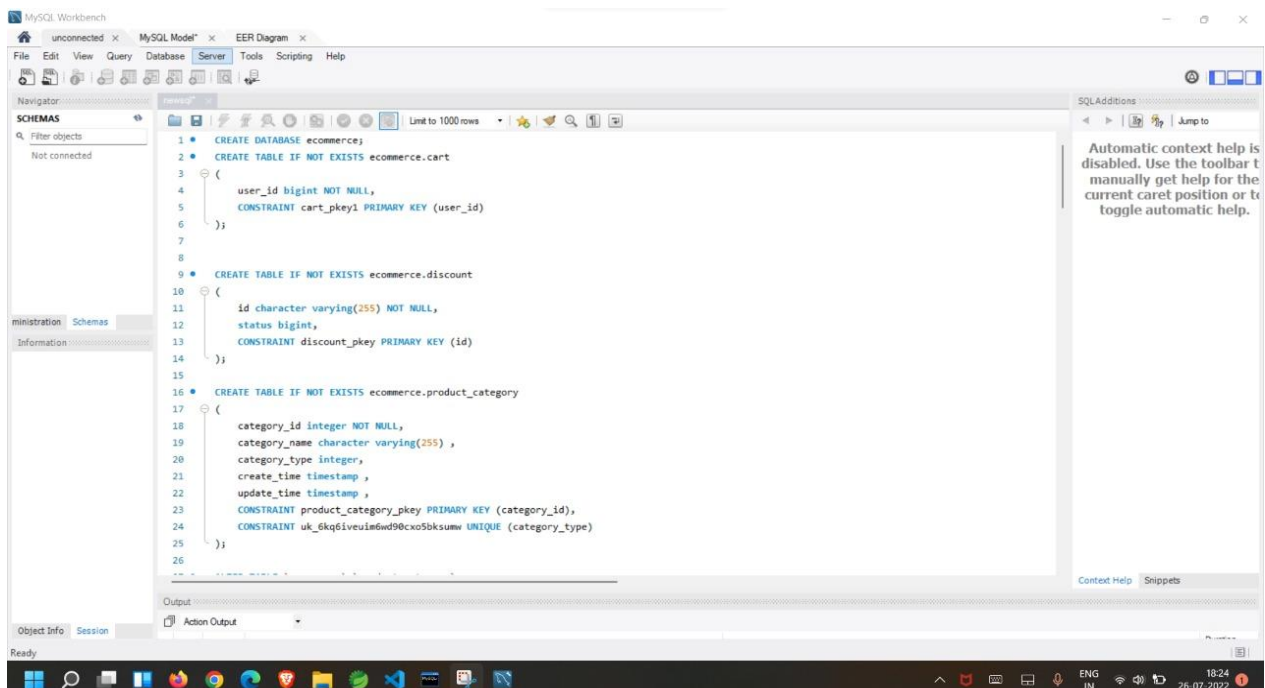 MySQL Workbench
unconnected × MySQL Model* × EER Diagram ×
File Edit View Query Database Server Tools Scripting Help
Navigator
SCHEMAS
Filter objects
Not connected
ministration Schemas
Information
Object Info Session
newsql* ×
Limit to 1000 rows
1 CREATE DATABASE ecommerce;
2 CREATE TABLE IF NOT EXISTS ecommerce.cart
3 (
4 user_id bigint NOT NULL,
5 CONSTRAINT cart_pkey1 PRIMARY KEY (user_id)
6 );
7
8
9 CREATE TABLE IF NOT EXISTS ecommerce.discount
10 (
11 id character varying(255) NOT NULL,
12 status bigint,
13 CONSTRAINT discount_pkey PRIMARY KEY (id)
14 );
15
16 CREATE TABLE IF NOT EXISTS ecommerce.product_category
17 (
18 category_id integer NOT NULL,
19 category_name character varying(255) ,
20 category_type integer,
21 create_time timestamp ,
22 update_time timestamp ,
23 CONSTRAINT product_category_pkey PRIMARY KEY (category_id),
24 CONSTRAINT uk_6kq6iveuim6wd90cxo5bksumw UNIQUE (category_type)
25 );
26
Output
Action Output
SQLAdditions
Jump to
Automatic context help is
disabled. Use the toolbar t
manually get help for the
current caret position or to
toggle automatic help.
Context Help Snippets
Ready
ENG
IN
18:24
26-07-2022
1